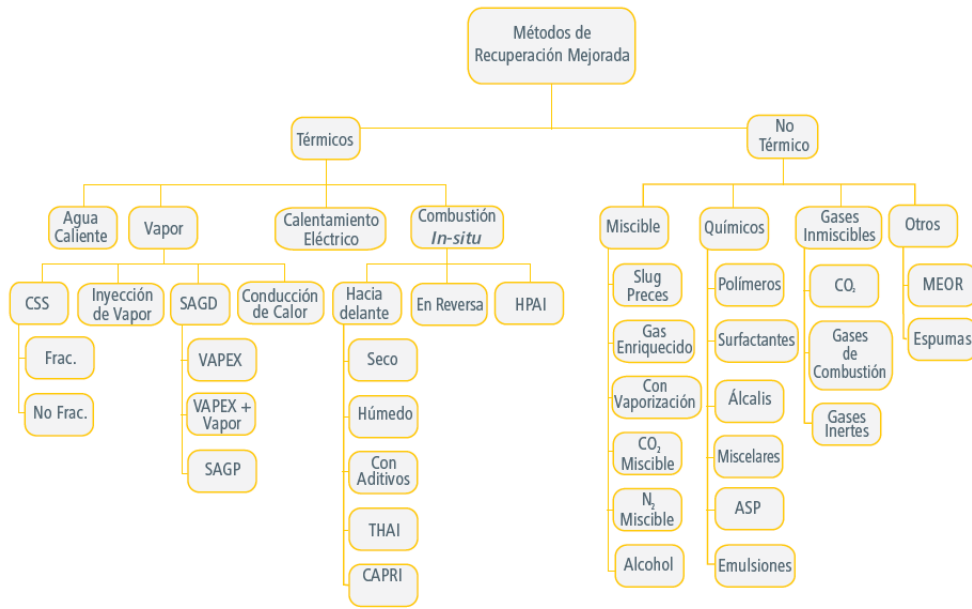 Métodos de
Recuperación Mejorada
Térmicos
No
Térmico
Agua
Caliente
Vapor
Calentamiento
Eléctrico
Combustión
In-situ
Miscible
Químicos
Gases
Inmiscibles
Otros
CSS
Inyección
de Vapor
SAGD
Conducción
de Calor
Hacia
delante
En Reversa
HPAI
Frac.
No Frac.
VAPEX
VAPEX +
Vapor
SAGP
Seco
Húmedo
Con
Aditivos
THAI
CAPRI
Slug
Preces
Gas
Enriquecido
Con
Vaporización
CO₂
Miscible
N₂
Miscible
Alcohol
Polímeros
Surfactantes
Álcalis
Miscelares
ASP
Emulsiones
CO₂
Gases
de
Combustión
Gases
Inertes
MEOR
Espumas